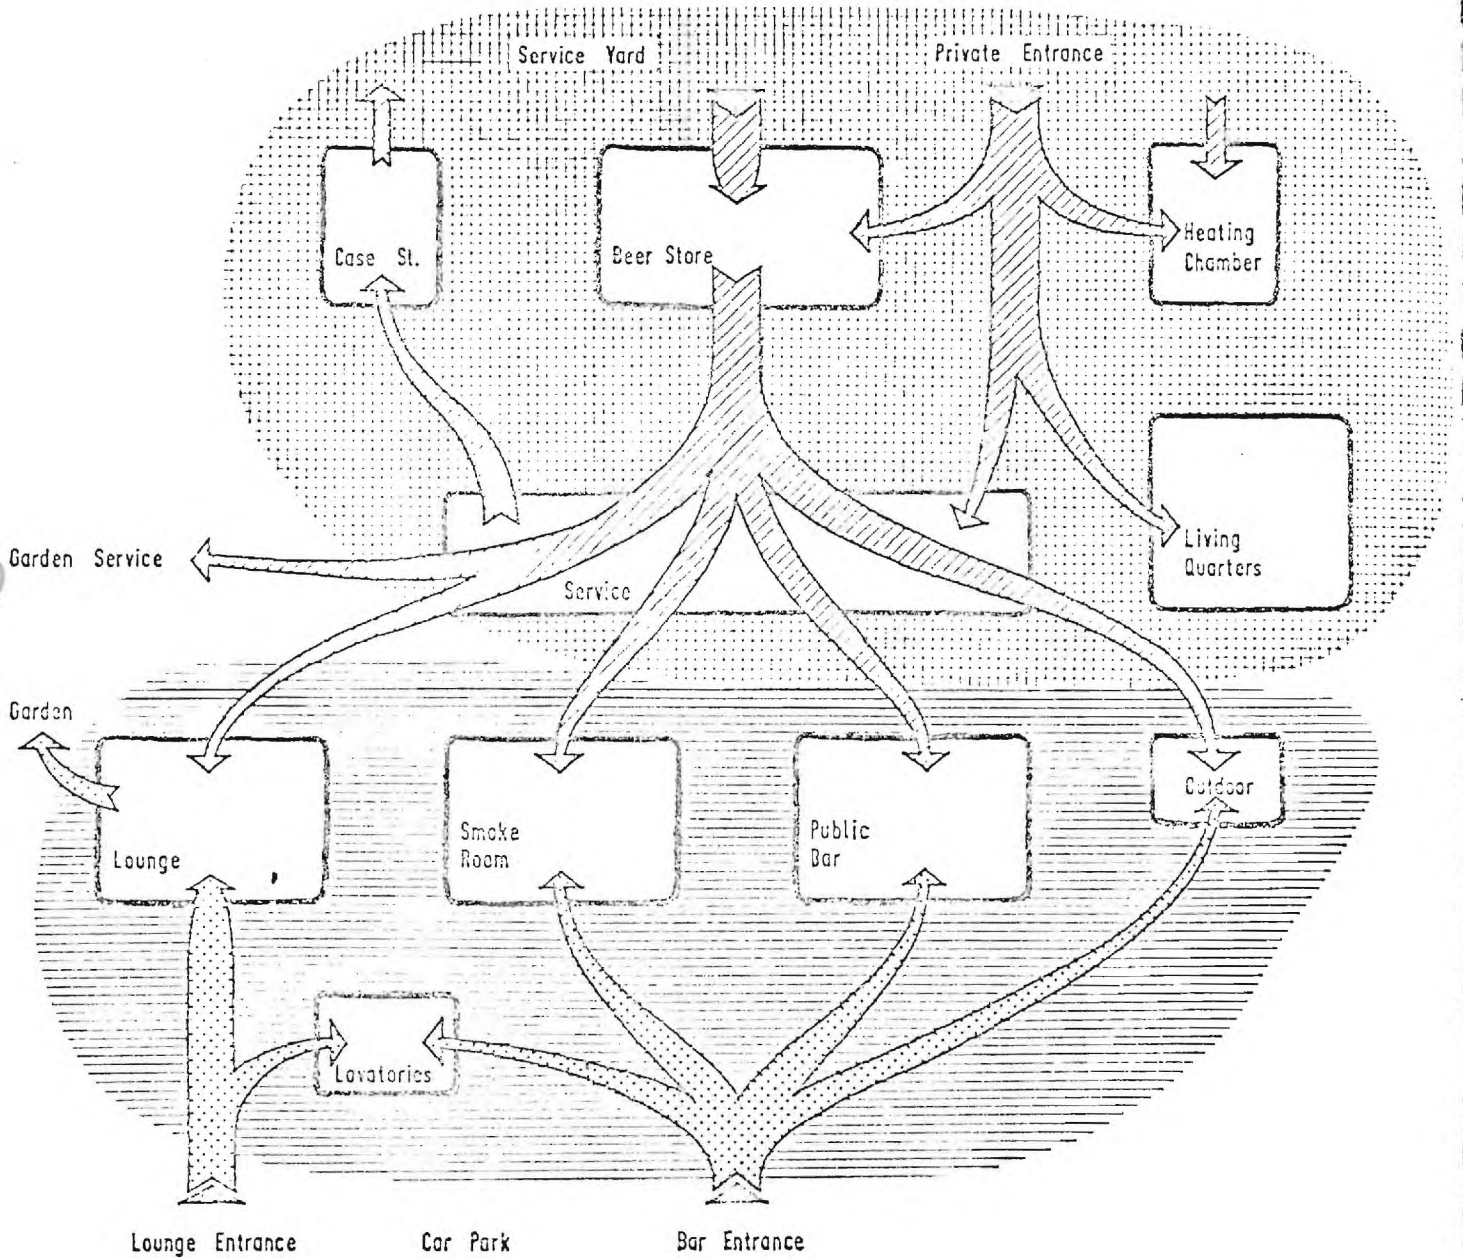 Service Yard
Private Entrance
Case St.
Beer Store
Heating
Chamber
Garden Service
Service
Living
Quarters
Garden
Lounge
Smoke
Room
Public
Bar
Outdoor
Lavatories
Lounge Entrance
Car Park
Bar Entrance